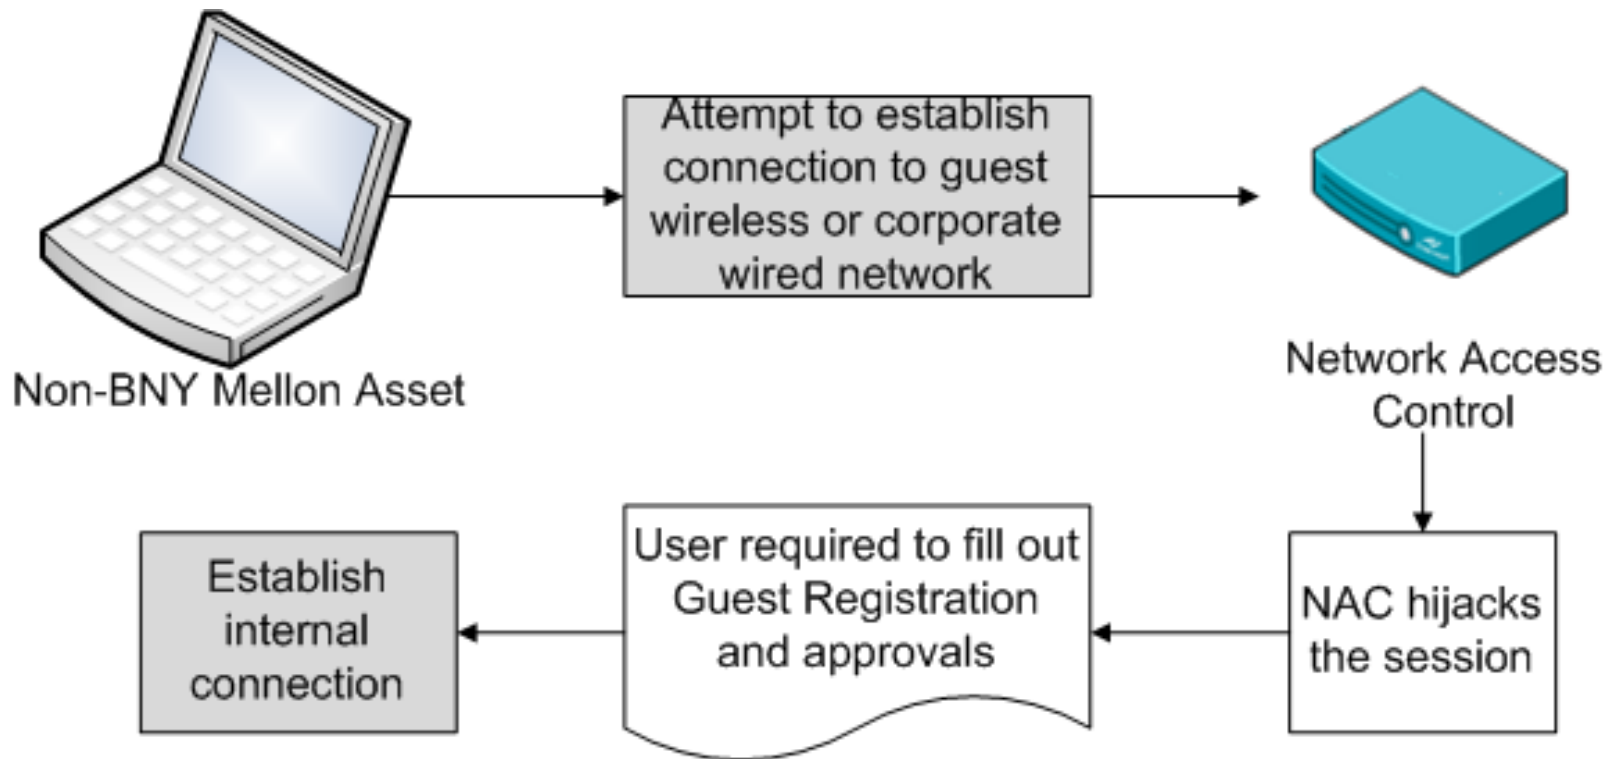 Attempt to establish
connection to guest
wireless or corporate
wired network
Non-BNY Mellon Asset
Network Access
Control
NAC hijacks
the session
User required to fill out
Guest Registration
and approvals
Establish
internal
connection